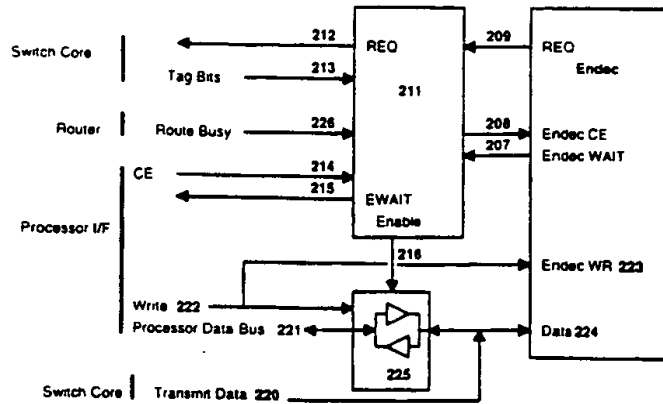 212 REQ 209 REQ
Switch Core 213 Endec
Tag Bits 211
226 208
Router Route Busy Endec CE
207 Endec WAIT
CE 214
215 EWAIT
Enable
Processor I/F
216
Endec WR 223
Write 222
Processor Data Bus 221 Data 224
225
Switch Core Transmit Data 220